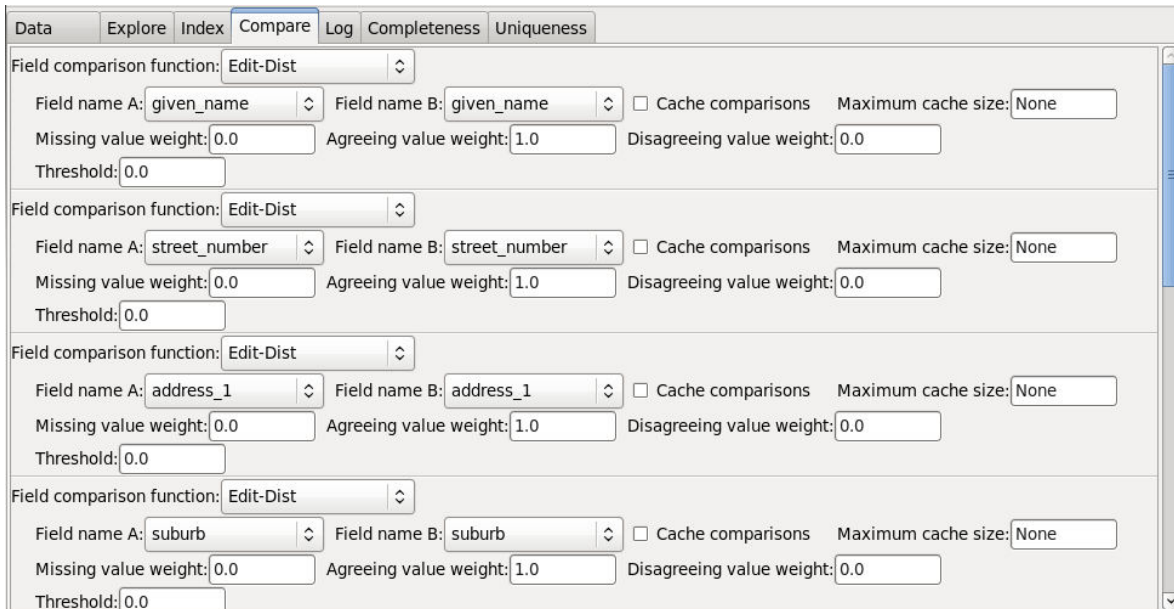 Data Explore Index Compare Log Completeness Uniqueness
Field comparison function: Edit-Dist
Field name A: given_name Field name B: given_name Cache comparisons Maximum cache size: None
Missing value weight: 0.0 Agreeing value weight: 1.0 Disagreeing value weight: 0.0
Threshold: 0.0
Field comparison function: Edit-Dist
Field name A: street_number Field name B: street_number Cache comparisons Maximum cache size: None
Missing value weight: 0.0 Agreeing value weight: 1.0 Disagreeing value weight: 0.0
Threshold: 0.0
Field comparison function: Edit-Dist
Field name A: address_1 Field name B: address_1 Cache comparisons Maximum cache size: None
Missing value weight: 0.0 Agreeing value weight: 1.0 Disagreeing value weight: 0.0
Threshold: 0.0
Field comparison function: Edit-Dist
Field name A: suburb Field name B: suburb Cache comparisons Maximum cache size: None
Missing value weight: 0.0 Agreeing value weight: 1.0 Disagreeing value weight: 0.0
Threshold: 0.0